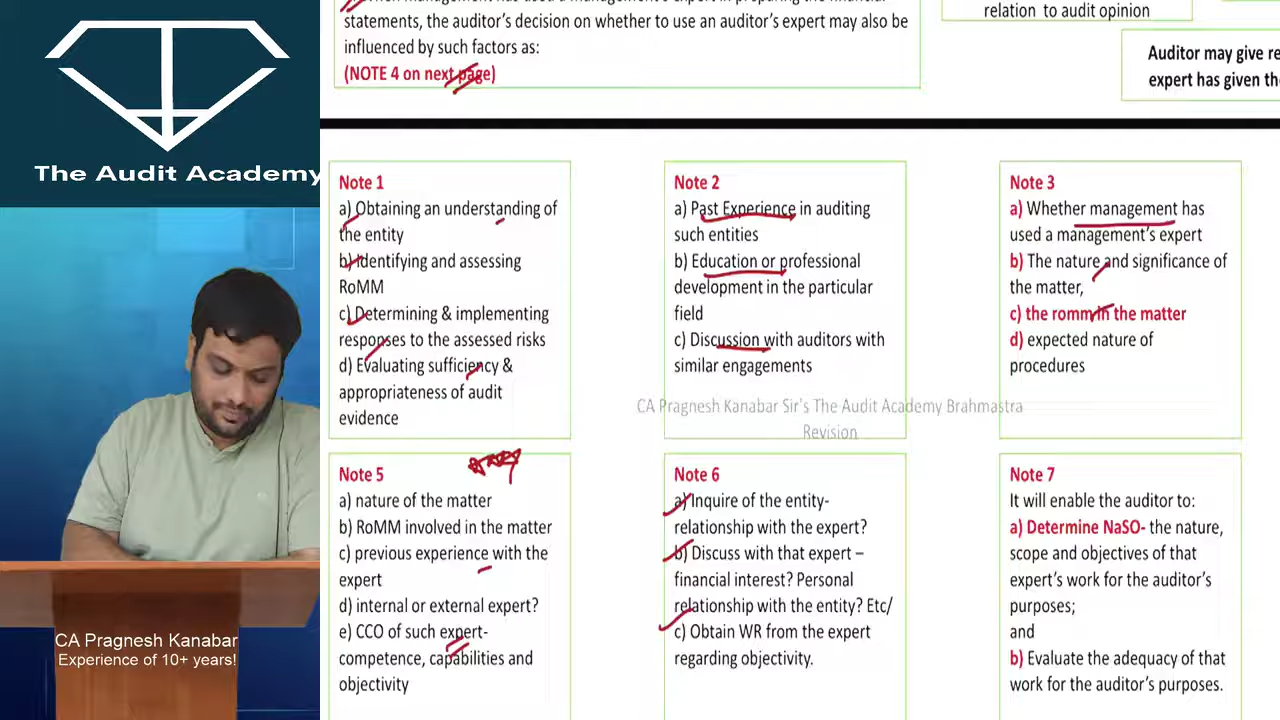 The Audit Academy
CA Pragnesh Kanabar
Experience of 10+ years!
statements, the auditor's decision on whether to use an auditor's expert may also be
influenced by such factors as:
(NOTE 4 on next page)
relation to audit opinion
Auditor may give re
expert has given the
Note 1
a) Obtaining an understanding of
the entity
b) Identifying and assessing
RoMM
c) Determining & implementing
responses to the assessed risks
d) Evaluating sufficiency &
appropriateness of audit
evidence
Note 2
a) Past Experience in auditing
such entities
b) Education or professional
development in the particular
field
c) Discussion with auditors with
similar engagements
Note 3
a) Whether management has
used a management's expert
b) The nature and significance of
the matter,
c) the romm in the matter
d) expected nature of
procedures
CA Pragnesh Kanabar Sir's The Audit Academy Brahmastra
Revision
Note 5
a) nature of the matter
b) RoMM involved in the matter
c) previous experience with the
expert
d) internal or external expert?
e) CCO of such expert-
competence, capabilities and
objectivity
Note 6
a) Inquire of the entity-
relationship with the expert?
b) Discuss with that expert –
financial interest? Personal
relationship with the entity? Etc/
c) Obtain WR from the expert
regarding objectivity.
Note 7
It will enable the auditor to:
a) Determine NaSO- the nature,
scope and objectives of that
expert's work for the auditor's
purposes;
and
b) Evaluate the adequacy of that
work for the auditor's purposes.